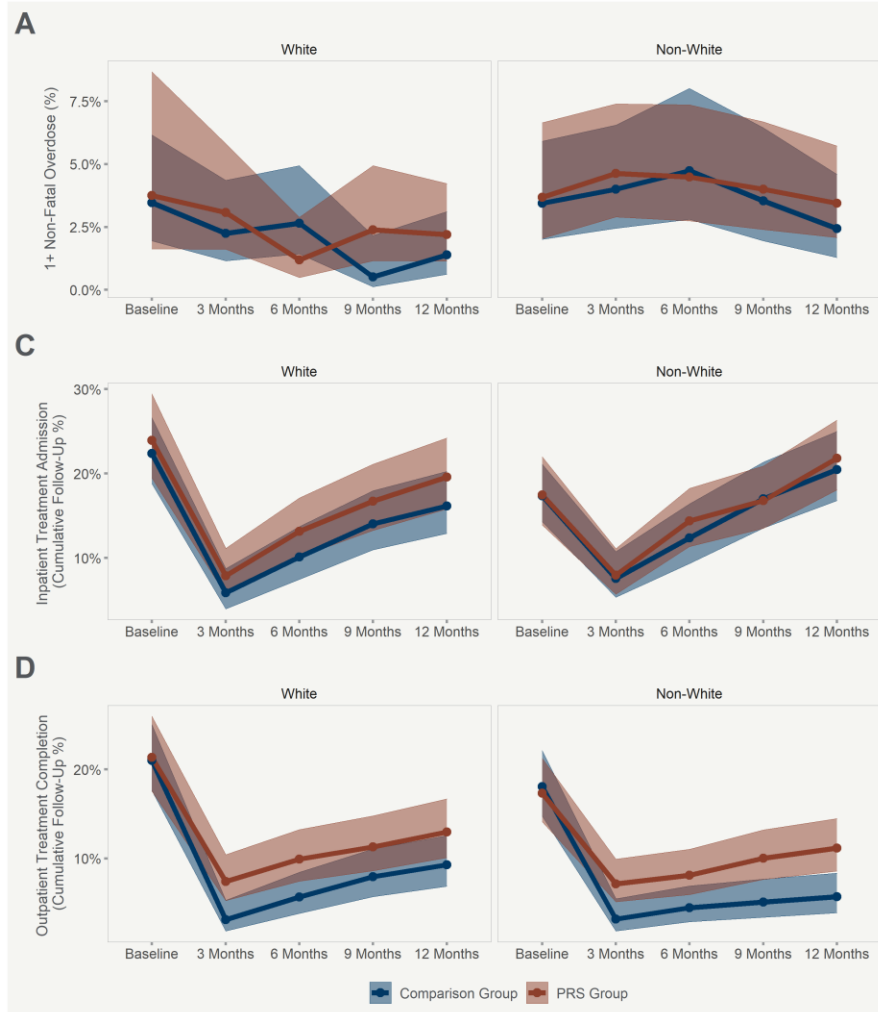 A
White
Non-White
1+ Non-Fatal Overdose (%)
7.5%
5.0%
2.5%
0.0%
Baseline 3 Months 6 Months 9 Months 12 Months
Baseline 3 Months 6 Months 9 Months 12 Months
C
White
Non-White
Inpatient Treatment Admission
(Cumulative Follow-Up %)
30%
20%
10%
Baseline 3 Months 6 Months 9 Months 12 Months
Baseline 3 Months 6 Months 9 Months 12 Months
D
White
Non-White
Outpatient Treatment Completion
(Cumulative Follow-Up %)
20%
10%
Baseline 3 Months 6 Months 9 Months 12 Months
Baseline 3 Months 6 Months 9 Months 12 Months
Comparison Group PRS Group